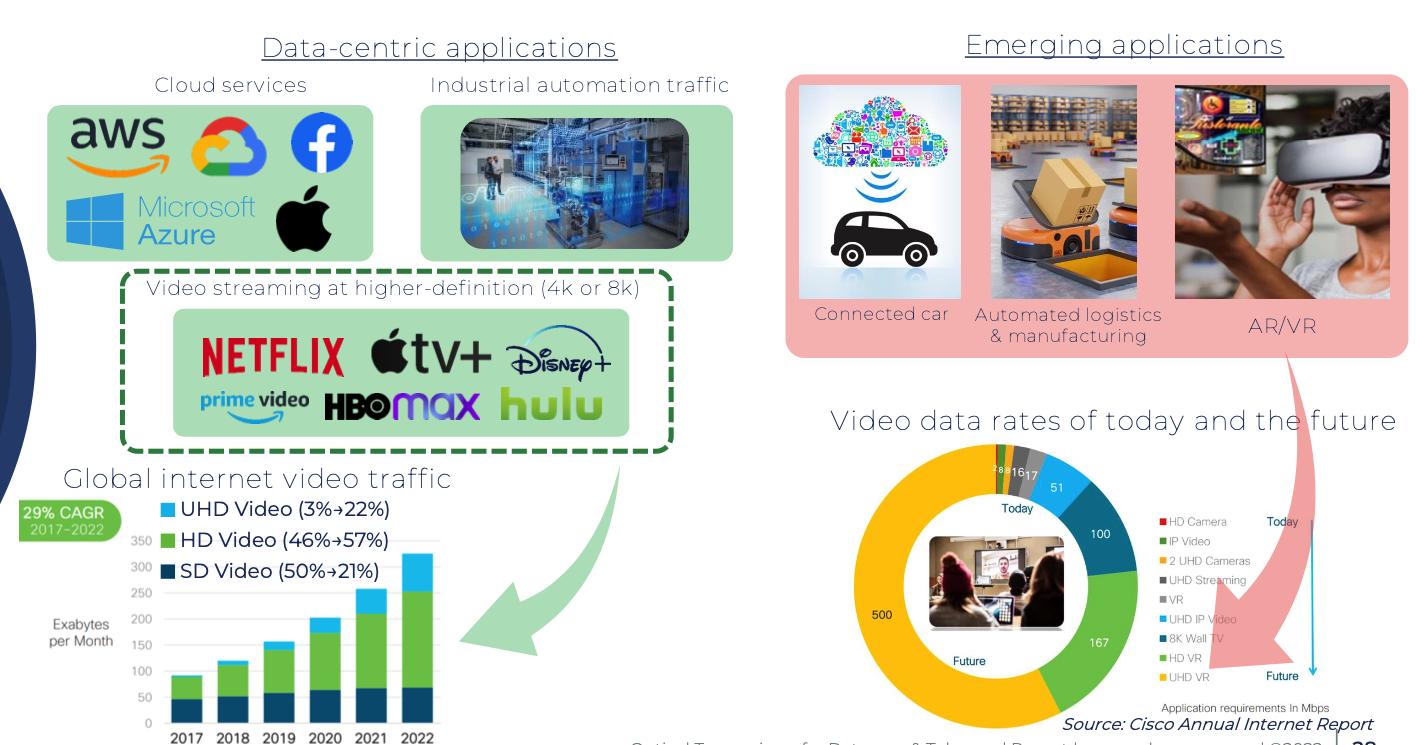 Data-centric applications
Cloud services
Industrial automation traffic
aws
Microsoft
Azure
Video streaming at higher-definition (4k or 8k)
NETFLIX
tv+
Disney+
prime video
HBOmax
hulu
Global internet video traffic
29% CAGR
2017–2022
UHD Video (3%→22%)
HD Video (46%→57%)
SD Video (50%→21%)
Exabytes
per Month
350
300
250
200
150
100
50
0
2017 2018 2019 2020 2021 2022
Emerging applications
Ristorante
Connected car
Automated logistics
& manufacturing
AR/VR
Video data rates of today and the future
2 8 8 16 17 51 100 167 500
Today
Future
HD Camera
IP Video
2 UHD Cameras
UHD Streaming
VR
UHD IP Video
8K Wall TV
HD VR
UHD VR
Today
Future
Application requirements In Mbps
Source: Cisco Annual Internet Report